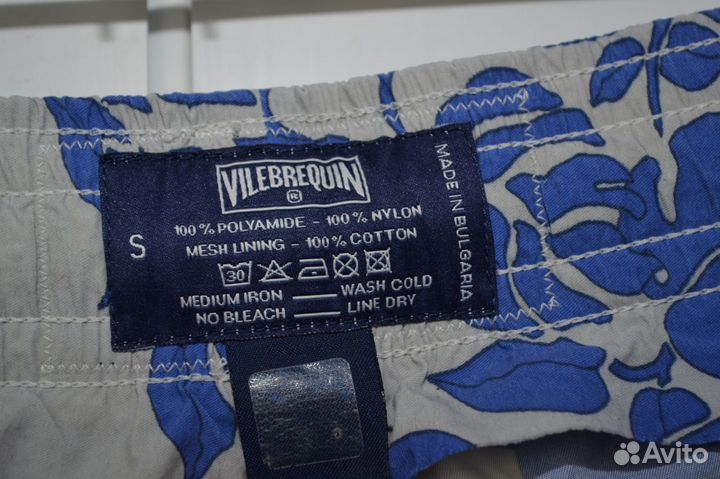 VILEBREQUIN
S
100% POLYAMIDE - 100% NYLON
MESH LINING - 100% COTTON
30
MEDIUM IRON — WASH COLD
NO BLEACH — LINE DRY
MADE IN BULGARIA
Avito